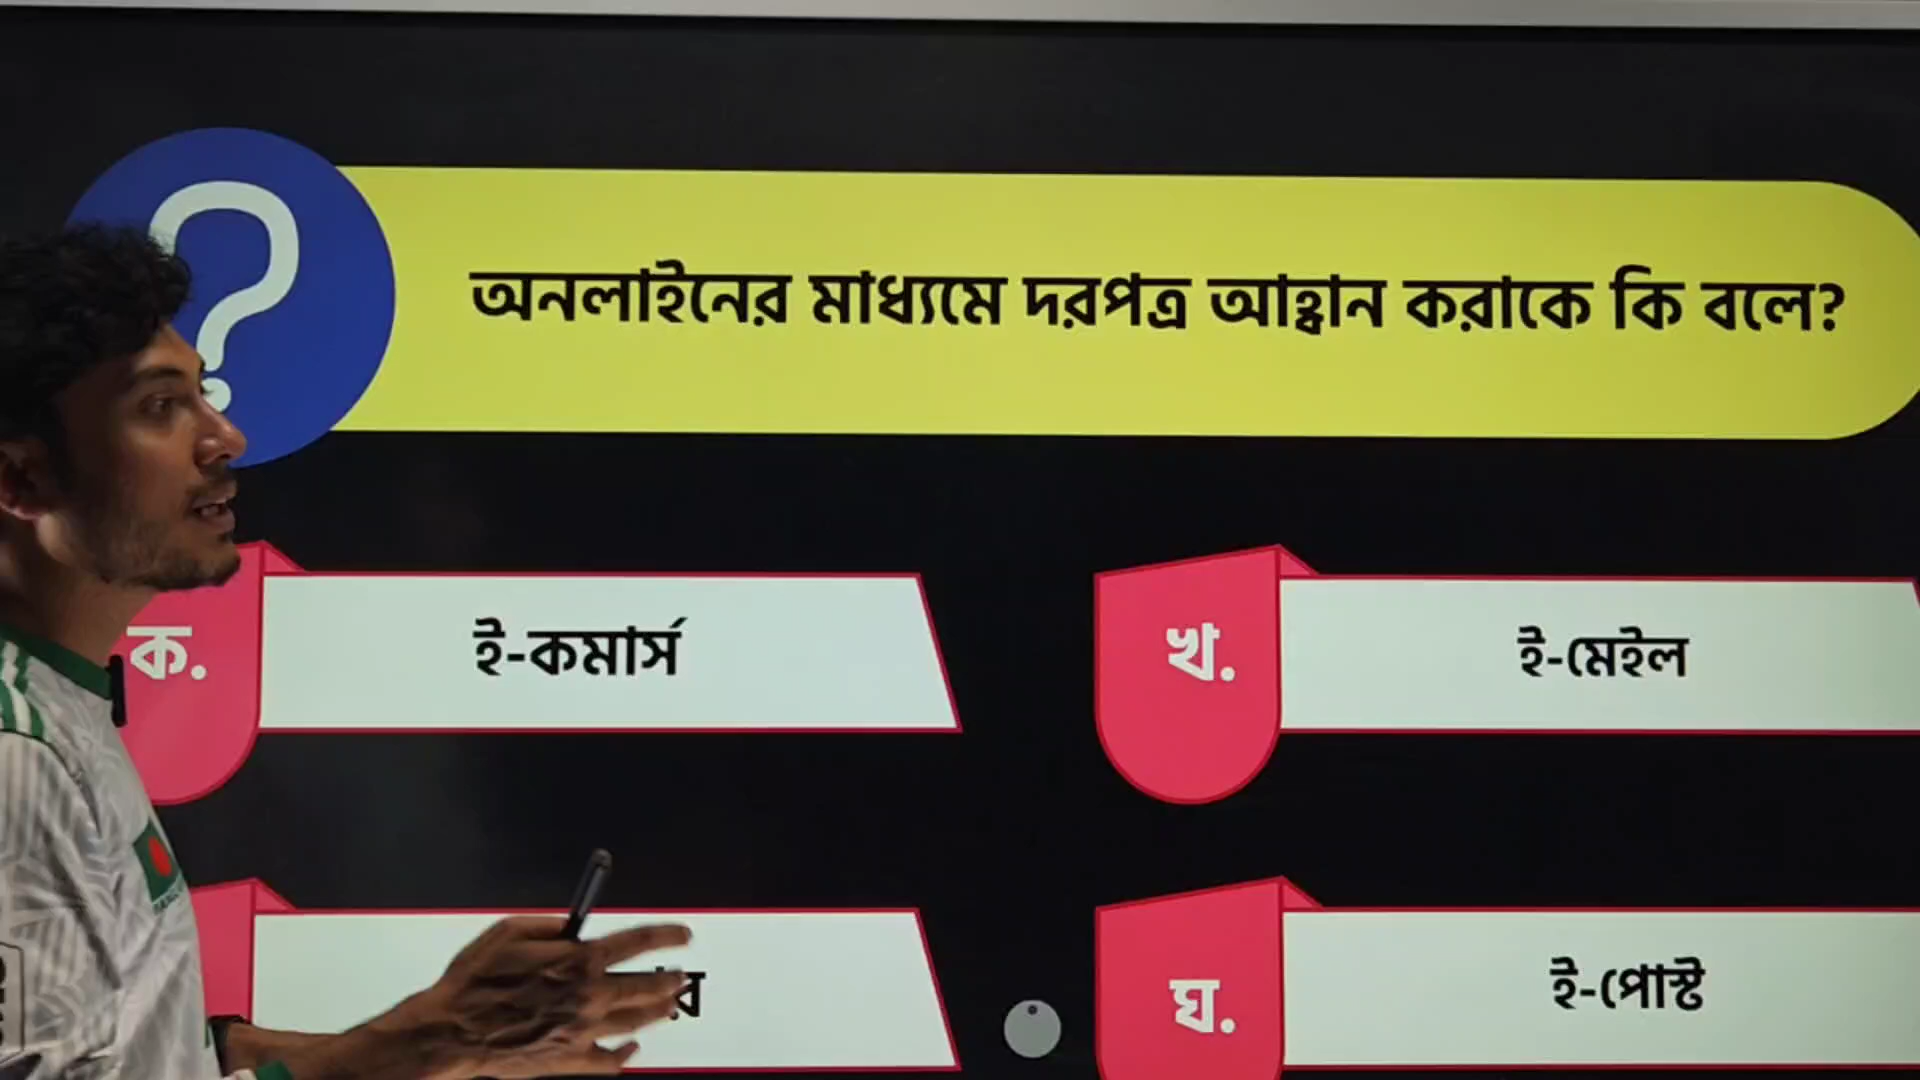 ?
অনলাইনের মাধ্যমে দরপত্র আহ্বান করাকে কি বলে?
ক.
ই-কমার্স
খ.
ই-মেইল
ঘ.
ই-পোস্ট